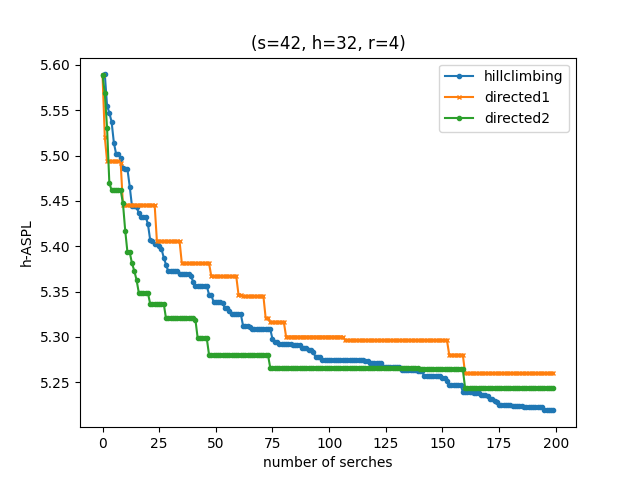 (s=42, h=32, r=4)
hillclimbing
directed1
directed2
h-ASPL
5.60
5.55
5.50
5.45
5.40
5.35
5.30
5.25
0 25 50 75 100 125 150 175 200
number of serches